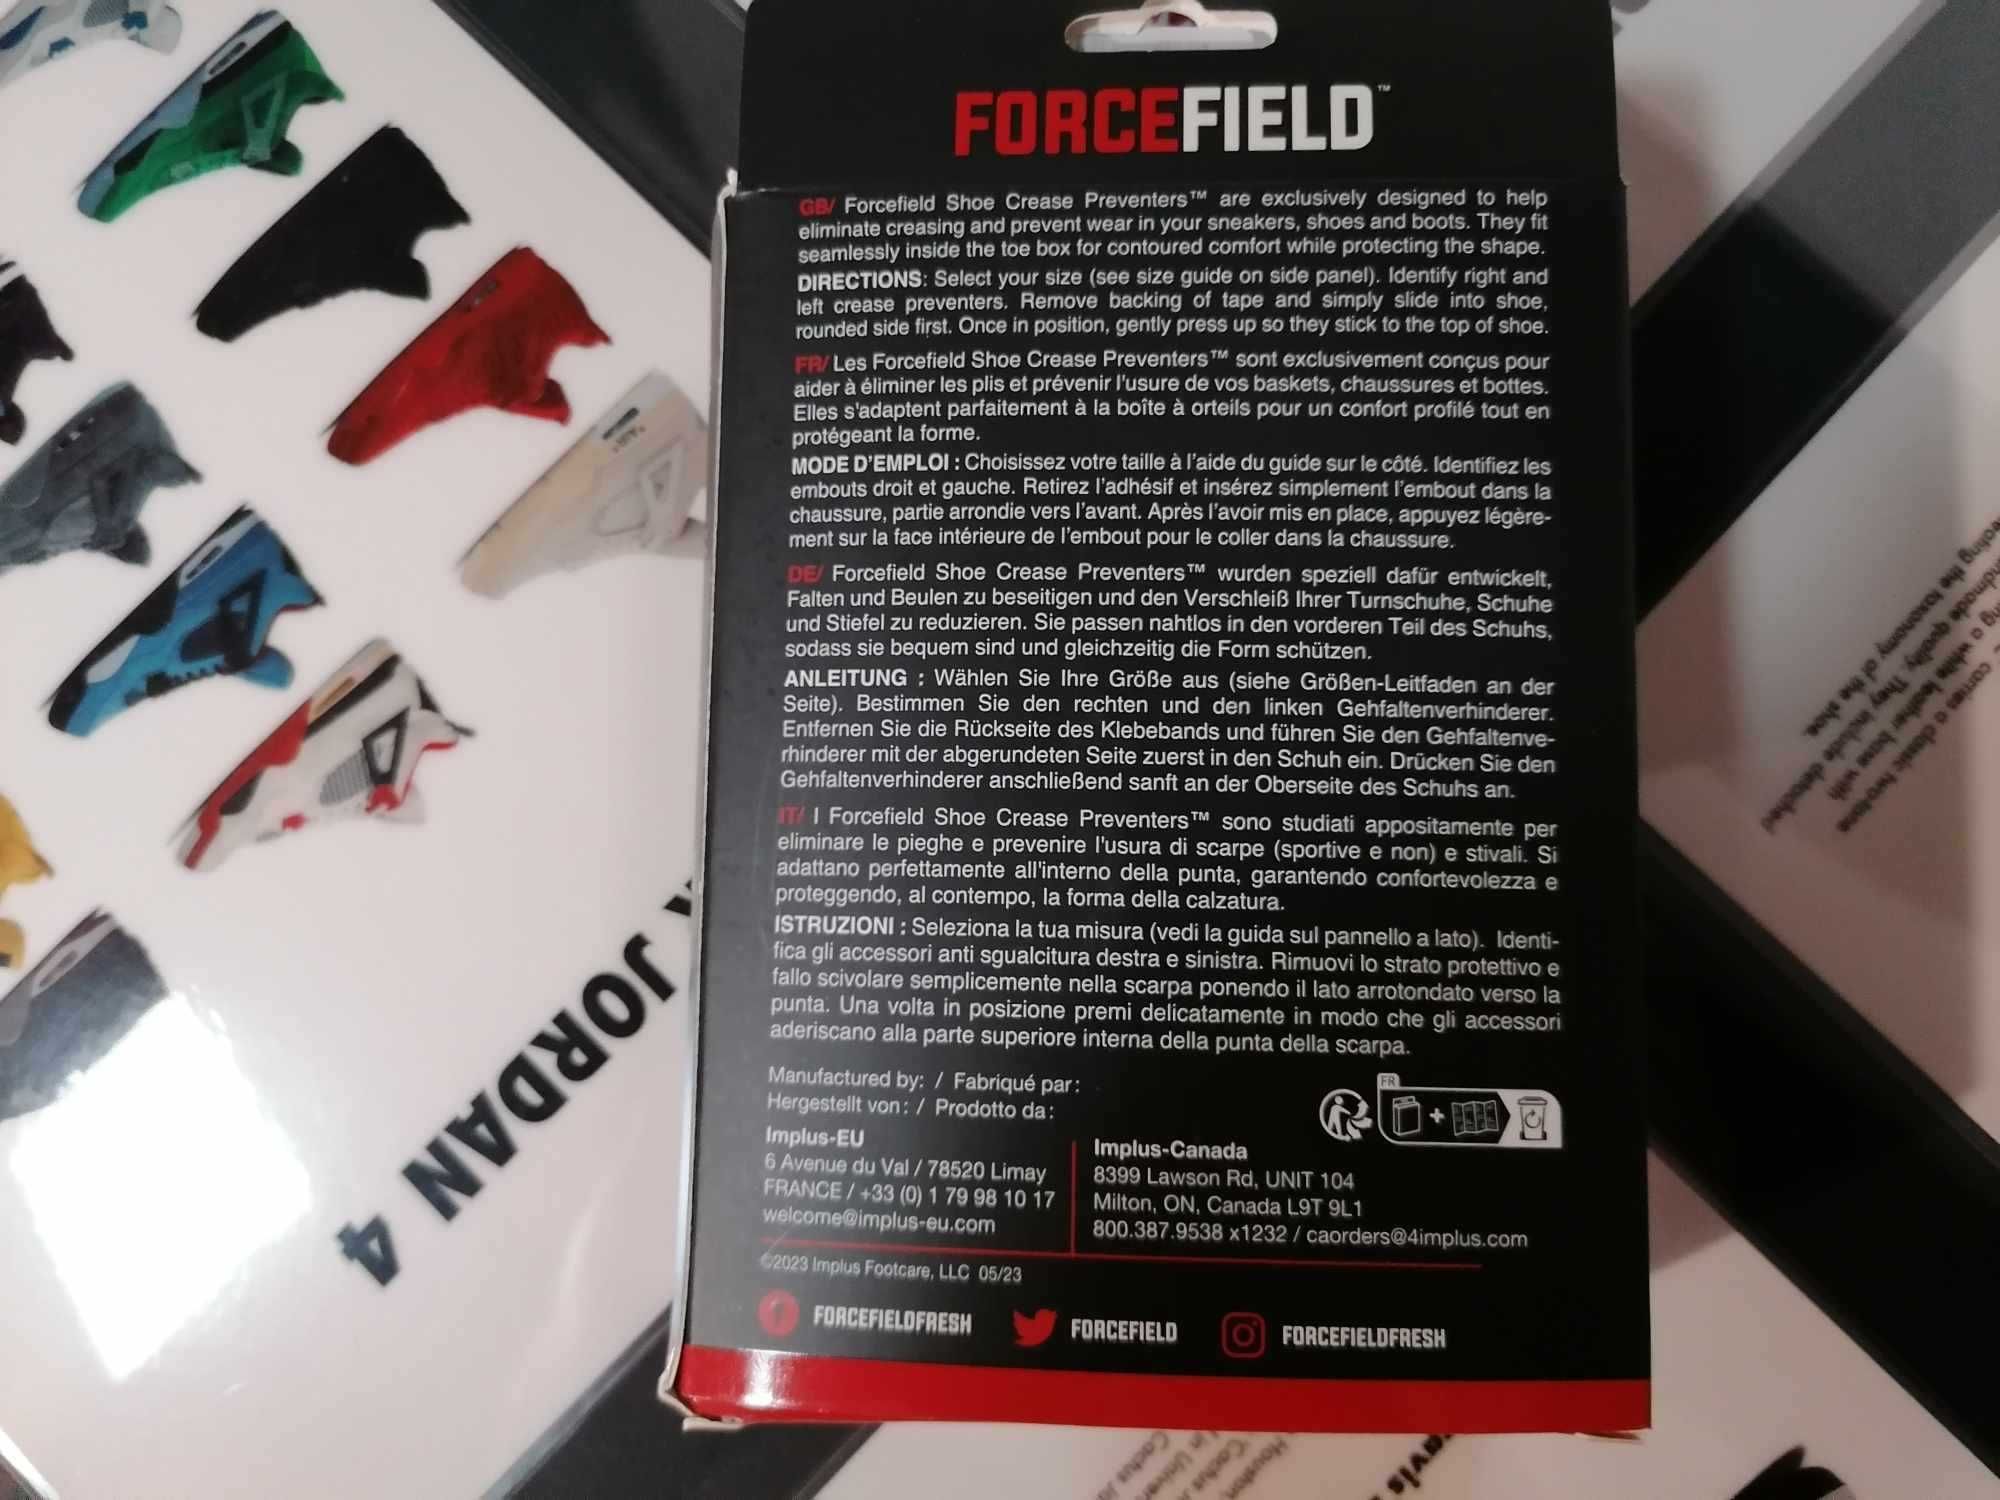 FORCEFIELD™
GB/ Forcefield Shoe Crease Preventers™ are exclusively designed to help
eliminate creasing and prevent wear in your sneakers, shoes and boots. They fit
seamlessly inside the toe box for contoured comfort while protecting the shape.
DIRECTIONS: Select your size (see size guide on side panel). Identify right and
left crease preventers. Remove backing of tape and simply slide into shoe,
rounded side first. Once in position, gently press up so they stick to the top of shoe.
FR/ Les Forcefield Shoe Crease Preventers™ sont exclusivement conçus pour
aider à éliminer les plis et prévenir l'usure de vos baskets, chaussures et bottes.
Elles s'adaptent parfaitement à la boîte à orteils pour un confort profilé tout en
protégeant la forme.
MODE D'EMPLOI : Choisissez votre taille à l'aide du guide sur le côté. Identifiez les
embouts droit et gauche. Retirez l'adhésif et insérez simplement l'embout dans la
chaussure, partie arrondie vers l'avant. Après l'avoir mis en place, appuyez légère-
ment sur la face intérieure de l'embout pour le coller dans la chaussure.
DE/ Forcefield Shoe Crease Preventers™ wurden speziell dafür entwickelt,
Falten und Beulen zu beseitigen und den Verschleiß Ihrer Turnschuhe, Schuhe
und Stiefel zu reduzieren. Sie passen nahtlos in den vorderen Teil des Schuhs,
sodass sie bequem sind und gleichzeitig die Form schützen.
ANLEITUNG : Wählen Sie Ihre Größe aus (siehe Größen-Leitfaden an der
Seite). Bestimmen Sie den rechten und den linken Gehfaltenverhinderer.
Entfernen Sie die Rückseite des Klebebands und führen Sie den Gehfaltenve-
rhinderer mit der abgerundeten Seite zuerst in den Schuh ein. Drücken Sie den
Gehfaltenverhinderer anschließend sanft an der Oberseite des Schuhs an.
IT/ I Forcefield Shoe Crease Preventers™ sono studiati appositamente per
eliminare le pieghe e prevenire l'usura di scarpe (sportive e non) e stivali. Si
adattano perfettamente all'interno della punta, garantendo confortevolezza e
proteggendo, al contempo, la forma della calzatura.
ISTRUZIONI : Seleziona la tua misura (vedi la guida sul pannello a lato). Identi-
fica gli accessori anti sgualcitura destra e sinistra. Rimuovi lo strato protettivo e
fallo scivolare semplicemente nella scarpa ponendo il lato arrotondato verso la
punta. Una volta in posizione premi delicatamente in modo che gli accessori
aderiscano alla parte superiore interna della punta della scarpa.
Manufactured by: / Fabriqué par:
Hergestellt von: / Prodotto da:
FR
Implus-EU
6 Avenue du Val / 78520 Limay
FRANCE / +33 (0) 1 79 98 10 17
welcome@implus-eu.com
Implus-Canada
8399 Lawson Rd, UNIT 104
Milton, ON, Canada L9T 9L1
800.387.9538 x1232 / caorders@4implus.com
©2023 Implus Footcare, LLC 05/23
FORCEFIELDFRESH
FORCEFIELD
FORCEFIELDFRESH
JORDAN 4
comes a classic two-tone
a white leather base with
quality. They include detached
the taxonomy of the shoe.